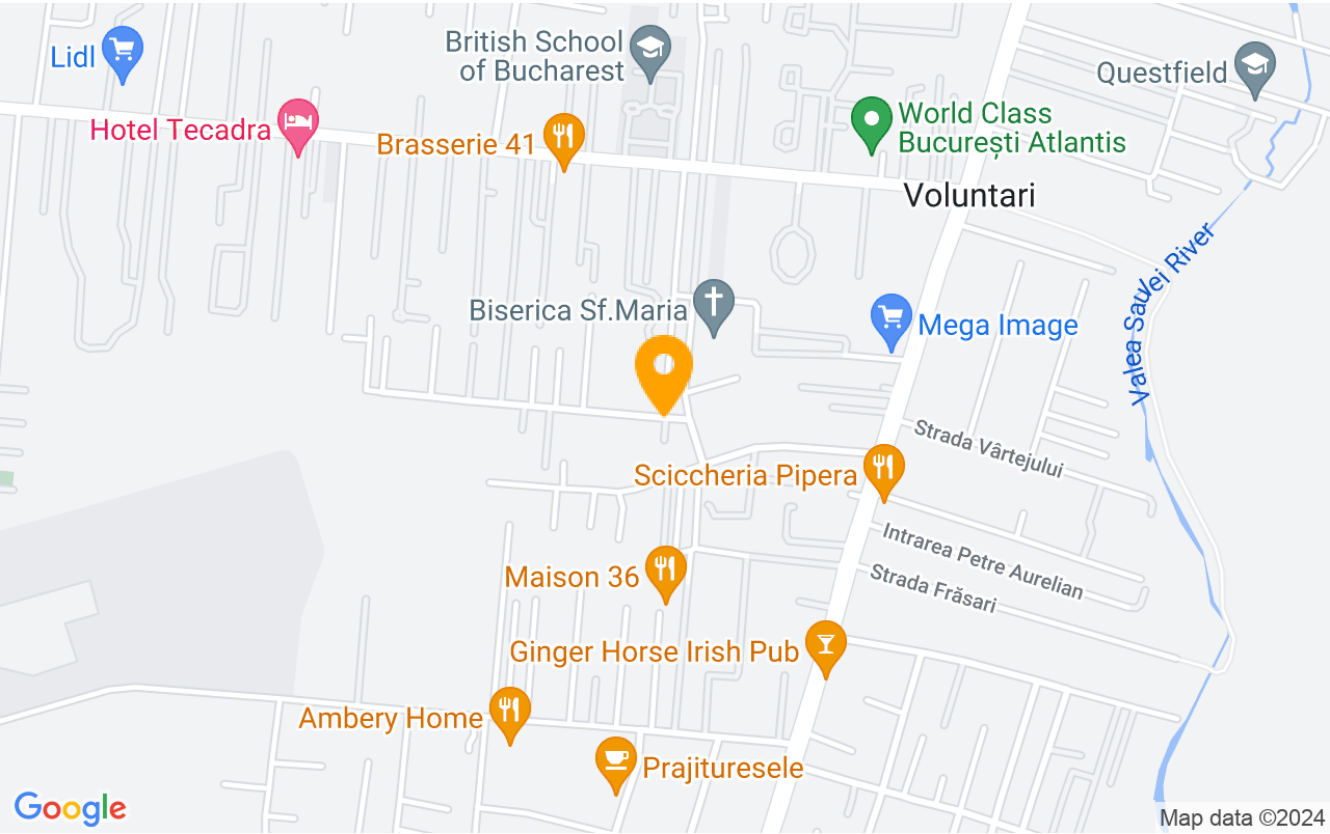 British School
of Bucharest
Lidl
Questfield
Hotel Tecadra
Brasserie 41
World Class
București Atlantis
Voluntari
Valea Saulei River
Biserica Sf.Maria
Mega Image
Strada Vârtejului
Sciccheria Pipera
Intrarea Petre Aurelian
Maison 36
Strada Frăsari
Ginger Horse Irish Pub
Ambery Home
Prajituresele
Google
Map data ©2024